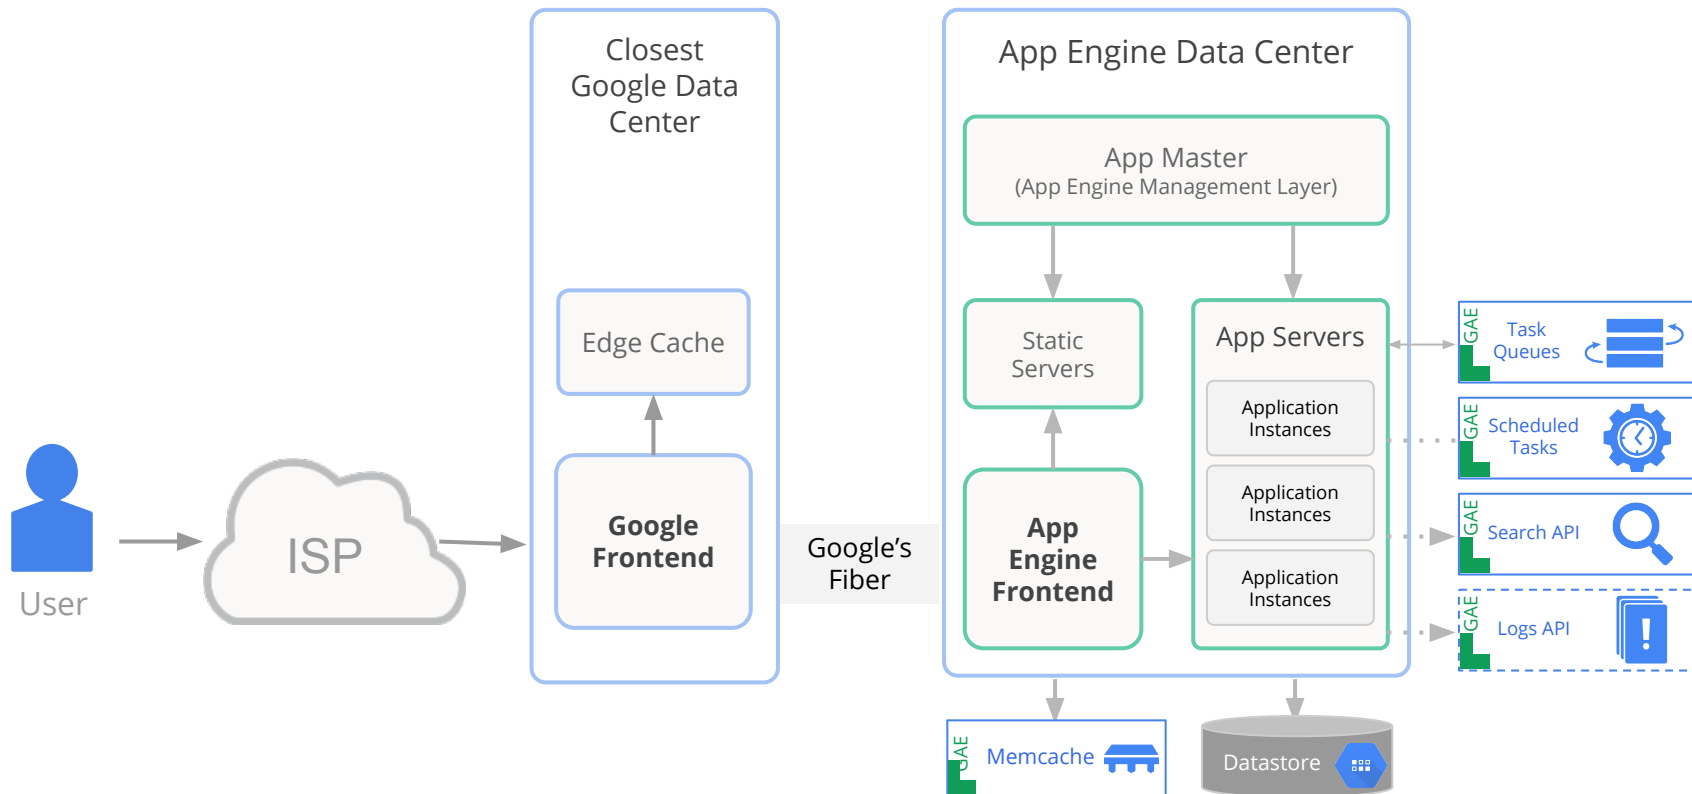 Closest
Google Data
Center
Edge Cache
Google
Frontend
User
ISP
Google's
Fiber
App Engine Data Center
App Master
(App Engine Management Layer)
Static
Servers
App
Engine
Frontend
App Servers
Application
Instances
Application
Instances
Application
Instances
GAE
Task
Queues
GAE
Scheduled
Tasks
GAE
Search API
GAE
Logs API
!
GAE
Memcache
Datastore